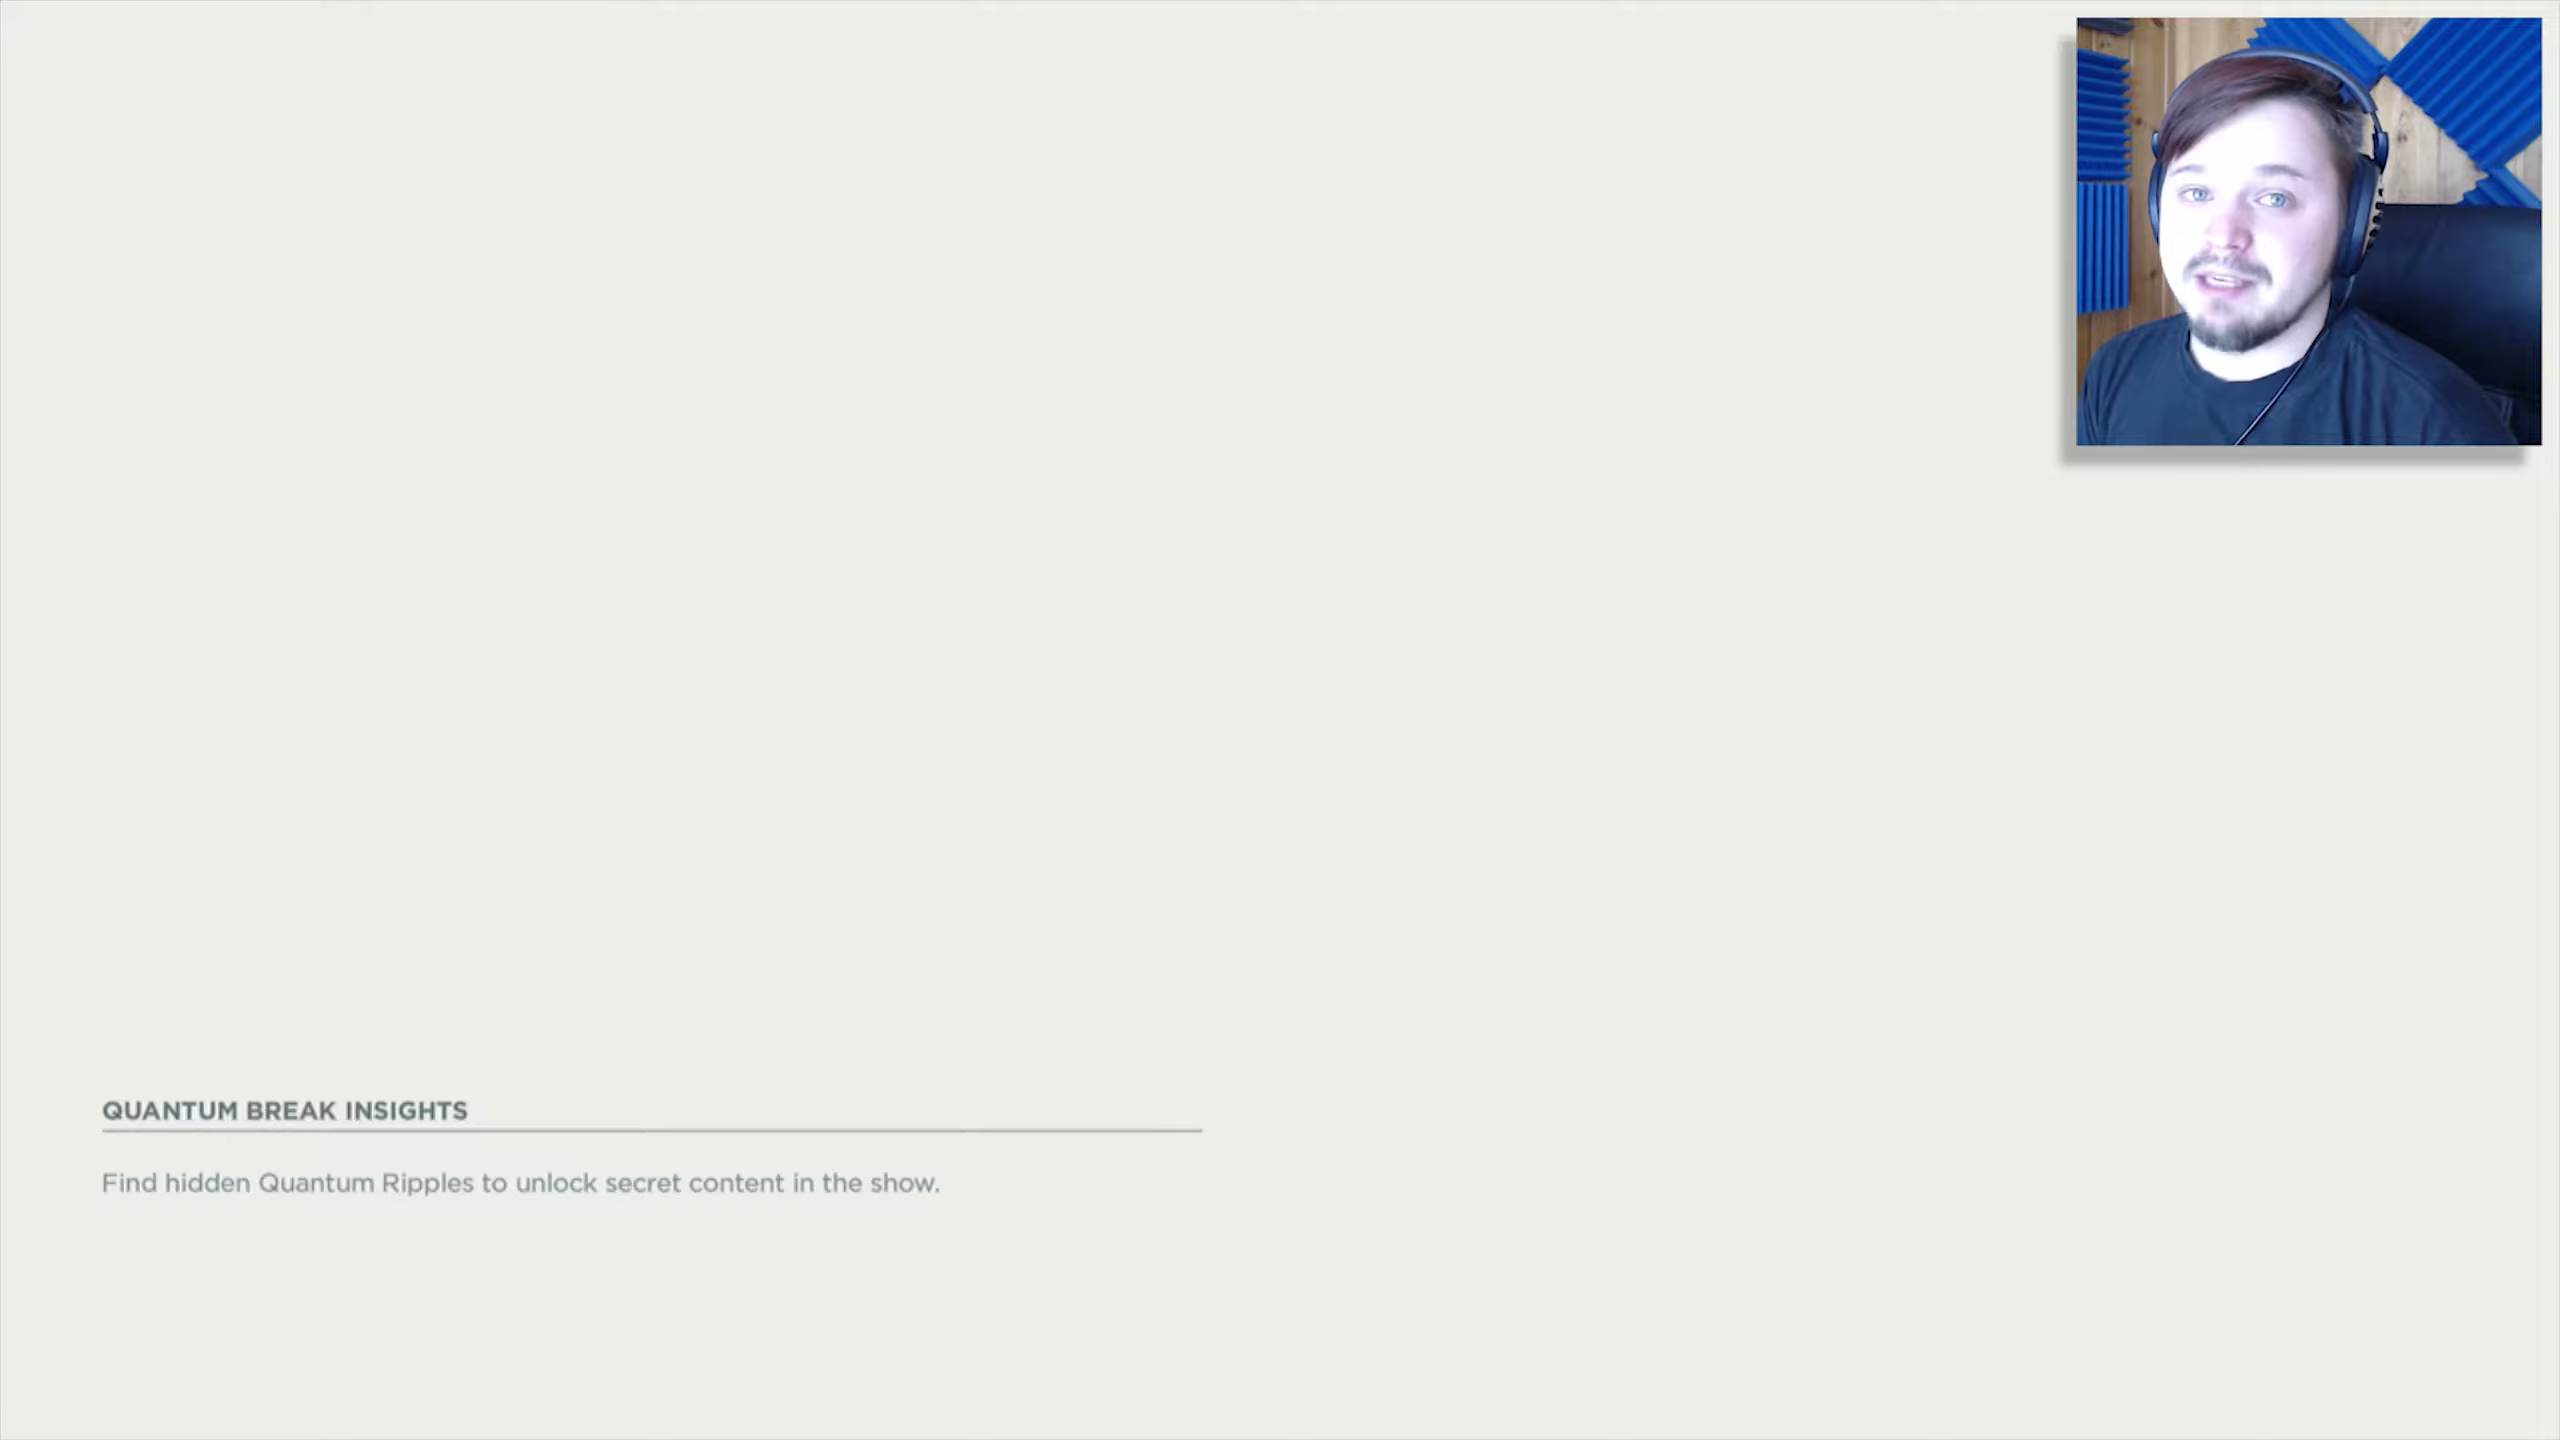 QUANTUM BREAK INSIGHTS
Find hidden Quantum Ripples to unlock secret content in the show.